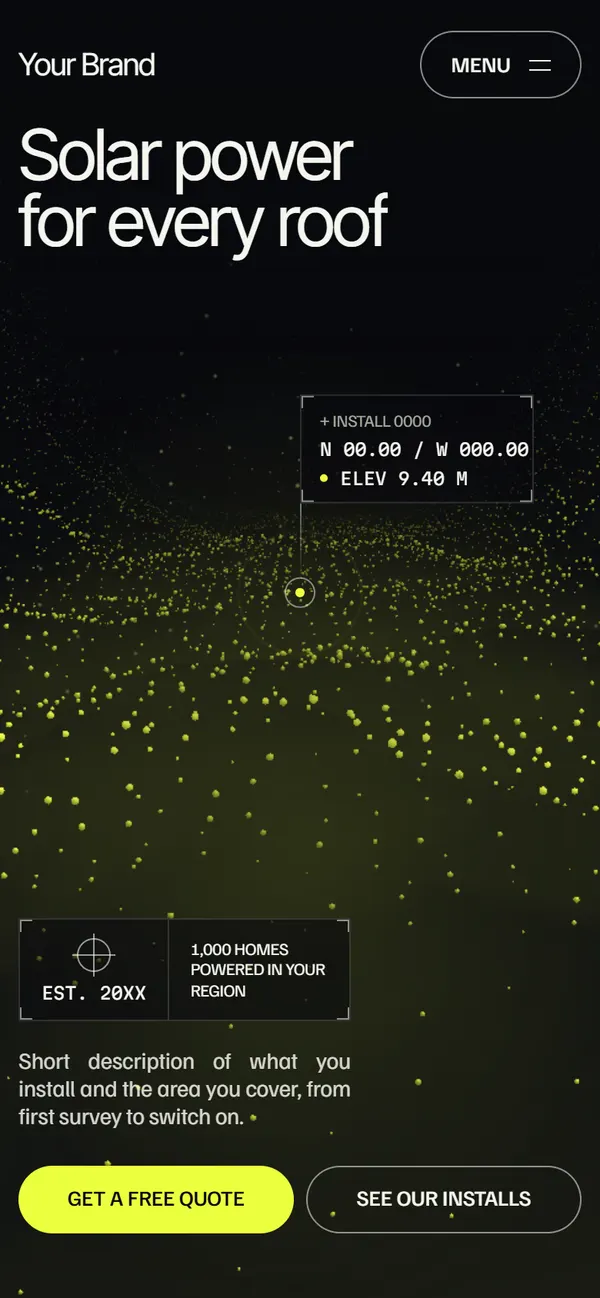 Your Brand
MENU
Solar power
for every roof
+ INSTALL 0000
N 00.00 / W 000.00
ELEV 9.40 M
EST. 20XX
1,000 HOMES
POWERED IN YOUR
REGION
Short description of what you
install and the area you cover, from
first survey to switch on.
GET A FREE QUOTE
SEE OUR INSTALLS